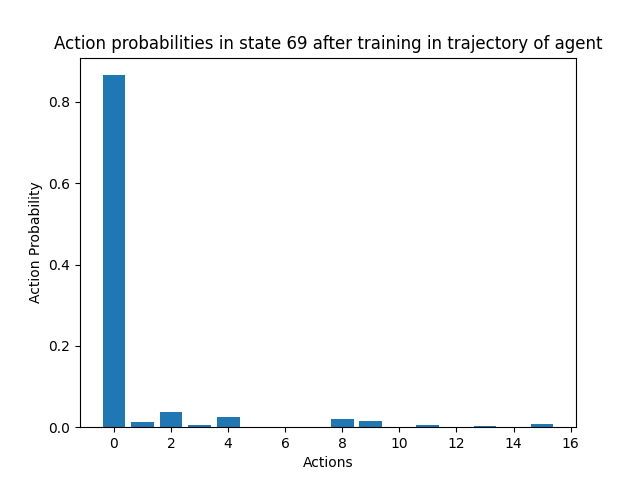 Action probabilities in state 69 after training in trajectory of agent
Action Probability
0.8
0.6
0.4
0.2
0.0
0 2 4 6 8 10 12 14 16
Actions